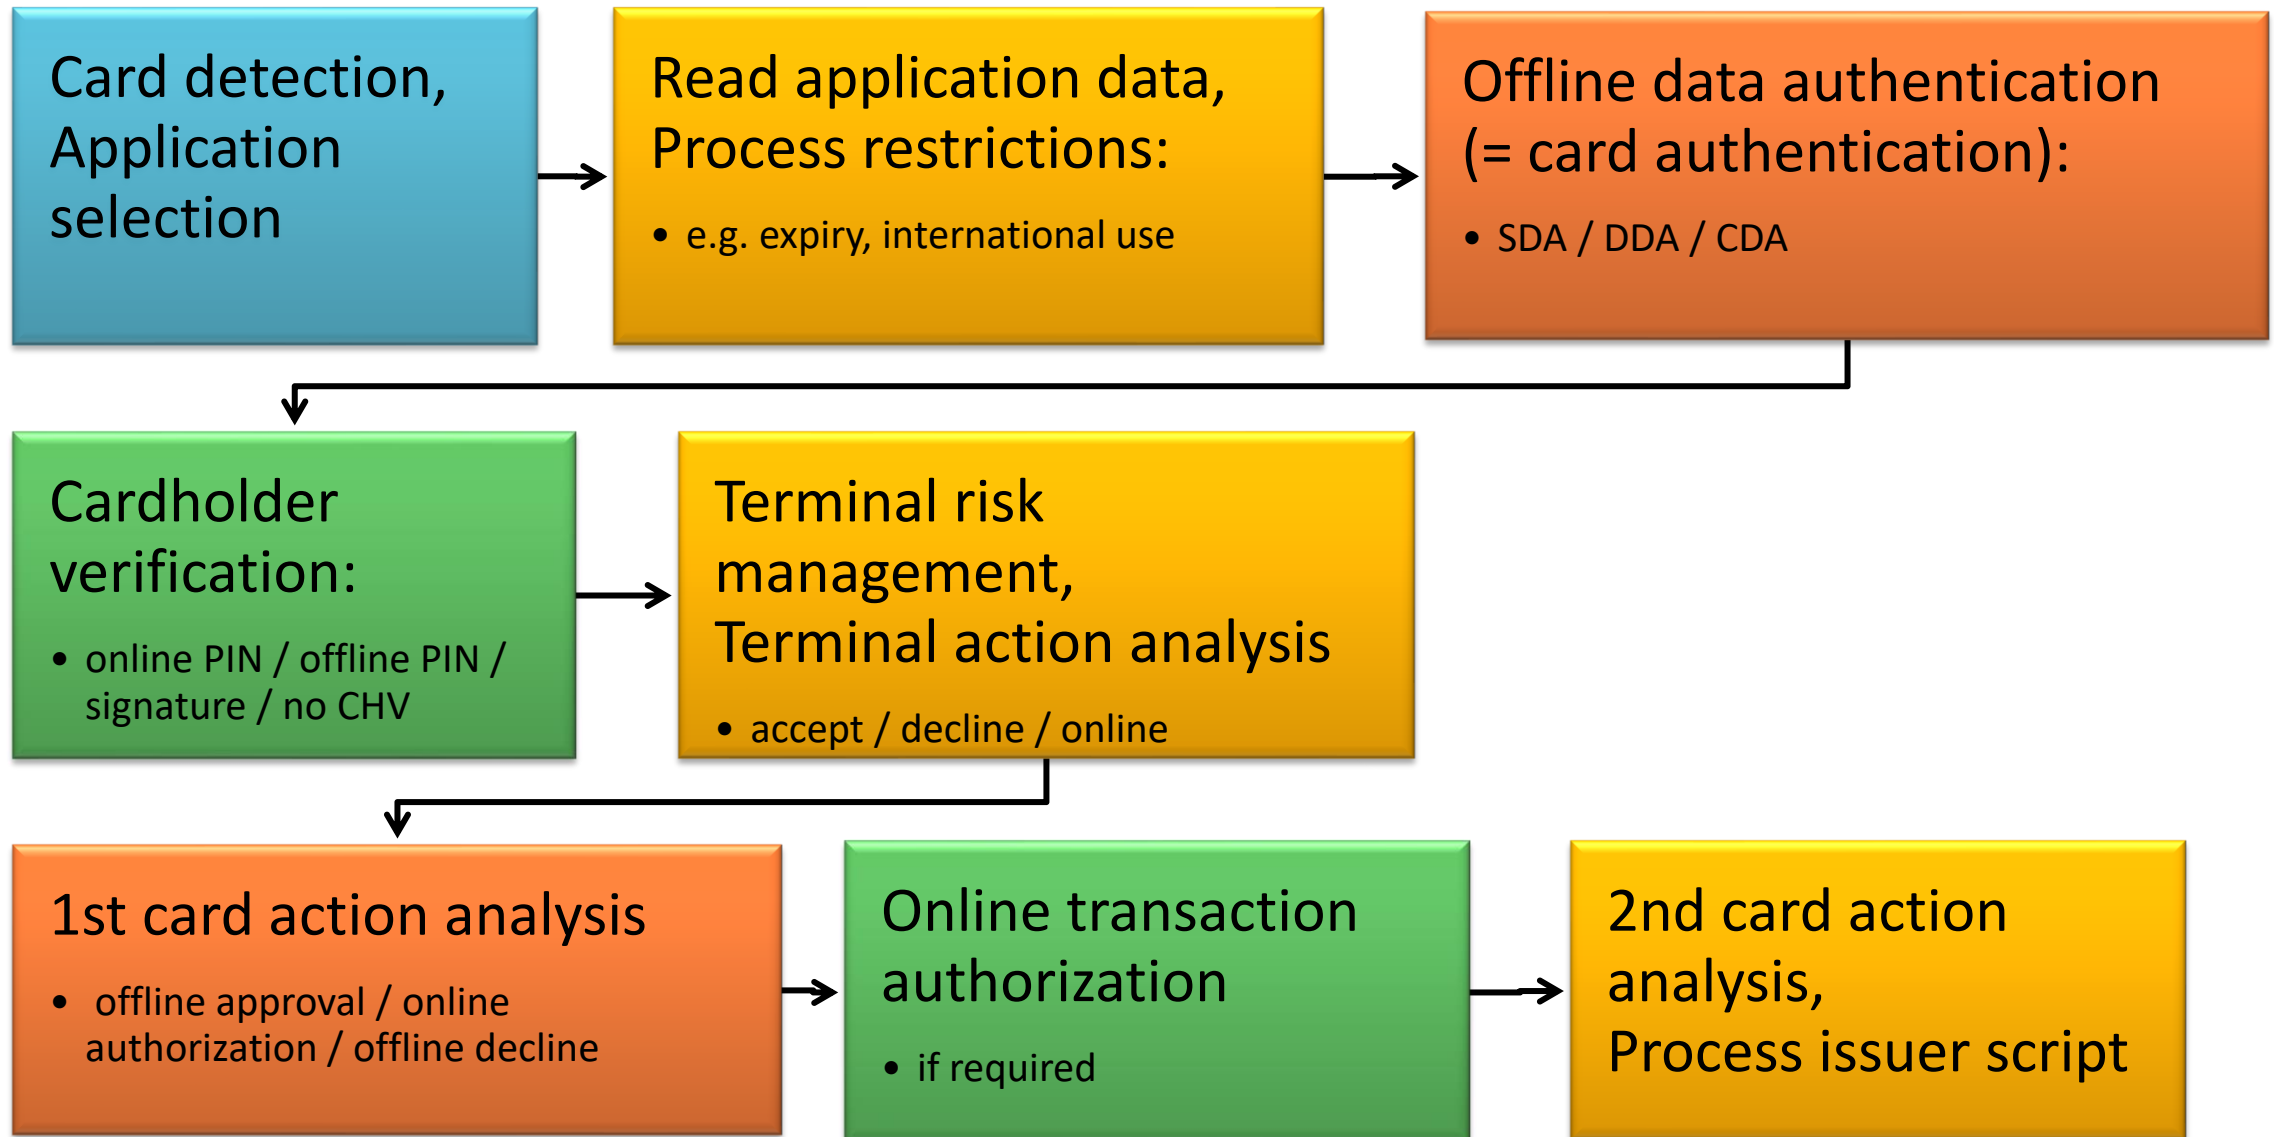 Card detection,
Application
selection
Read application data,
Process restrictions:
• e.g. expiry, international use
Offline data authentication
(= card authentication):
• SDA / DDA / CDA
Cardholder
verification:
• online PIN / offline PIN /
signature / no CHV
Terminal risk
management,
Terminal action analysis
• accept / decline / online
1st card action analysis
• offline approval / online
authorization / offline decline
Online transaction
authorization
• if required
2nd card action
analysis,
Process issuer script